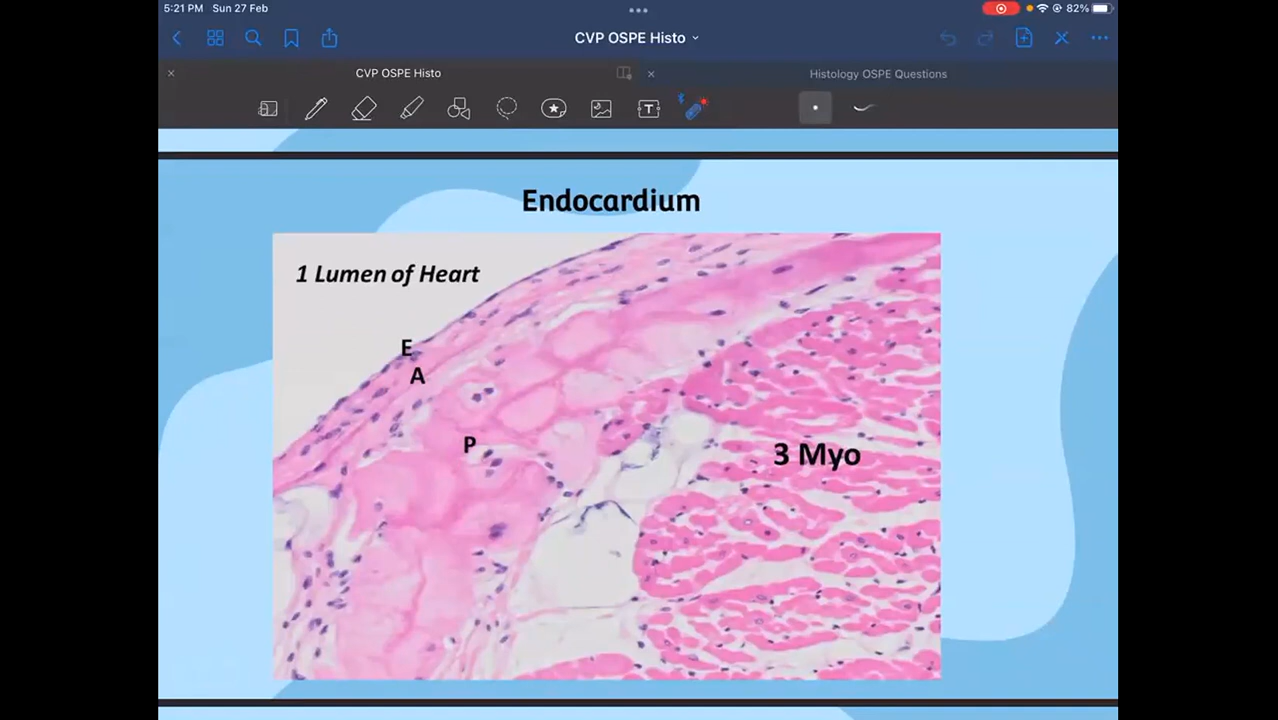 5:21 PM Sun 27 Feb
82%
CVP OSPE Histo
CVP OSPE Histo
Histology OSPE Questions
T
Endocardium
1 Lumen of Heart
E
A
P
3 Myo